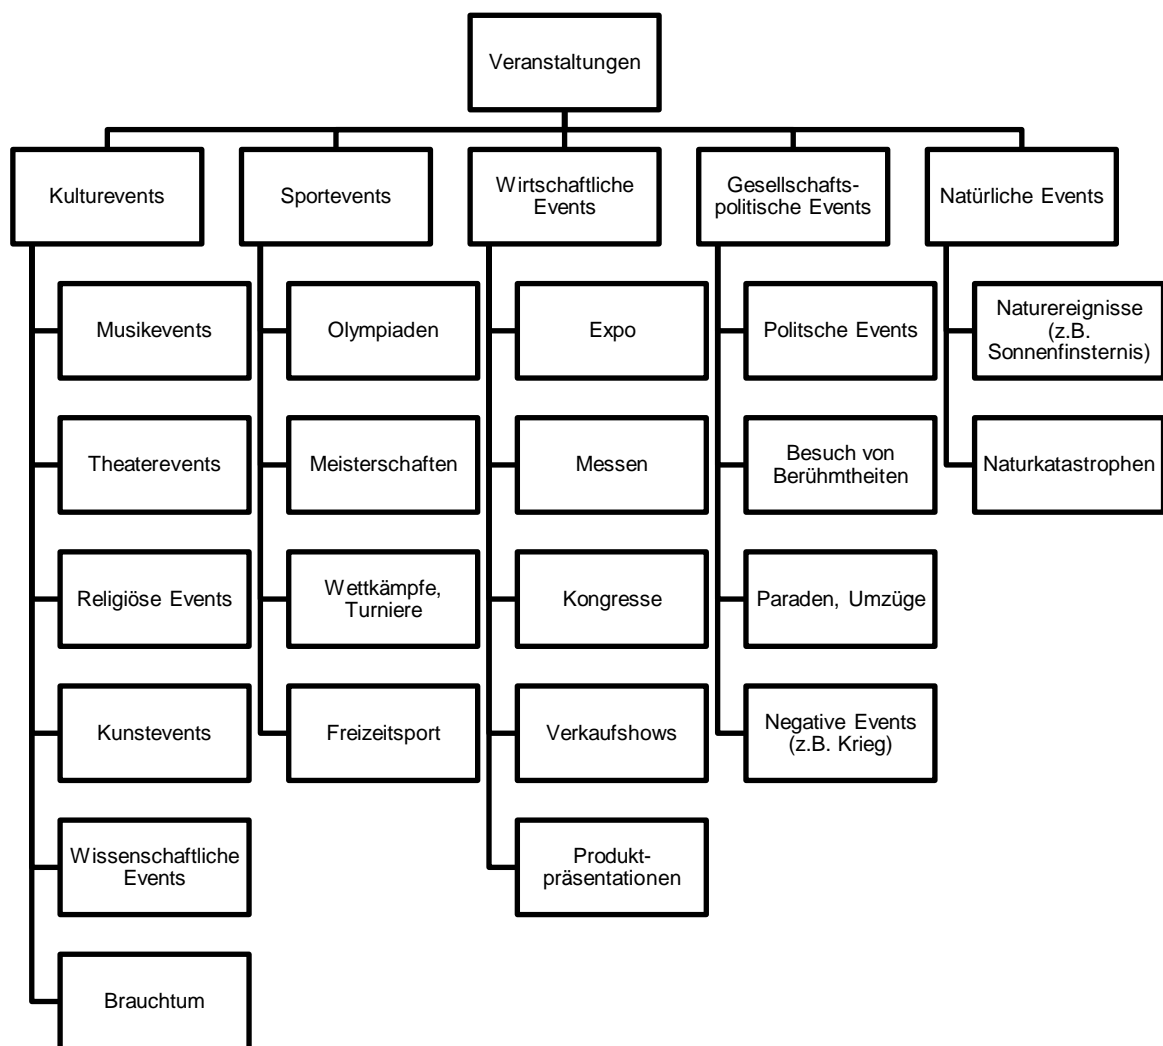 Veranstaltungen
Kulturevents
Sportevents
Wirtschaftliche
Events
Gesellschafts-
politische Events
Natürliche Events
Musikevents
Theaterevents
Religiöse Events
Kunstevents
Wissenschaftliche
Events
Brauchtum
Olympiaden
Meisterschaften
Wettkämpfe,
Turniere
Freizeitsport
Expo
Messen
Kongresse
Verkaufshows
Produkt-
präsentationen
Politsche Events
Besuch von
Berühmtheiten
Paraden, Umzüge
Negative Events
(z.B. Krieg)
Naturereignisse
(z.B.
Sonnenfinsternis)
Naturkatastrophen